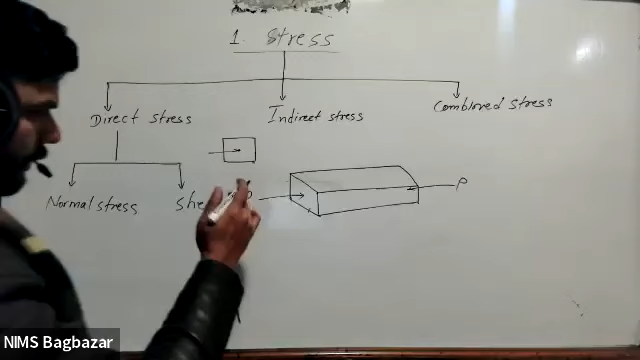 1. Stress
Direct stress
Indirect stress
Combined stress
Normal stress
P
NIMS Bagbazar